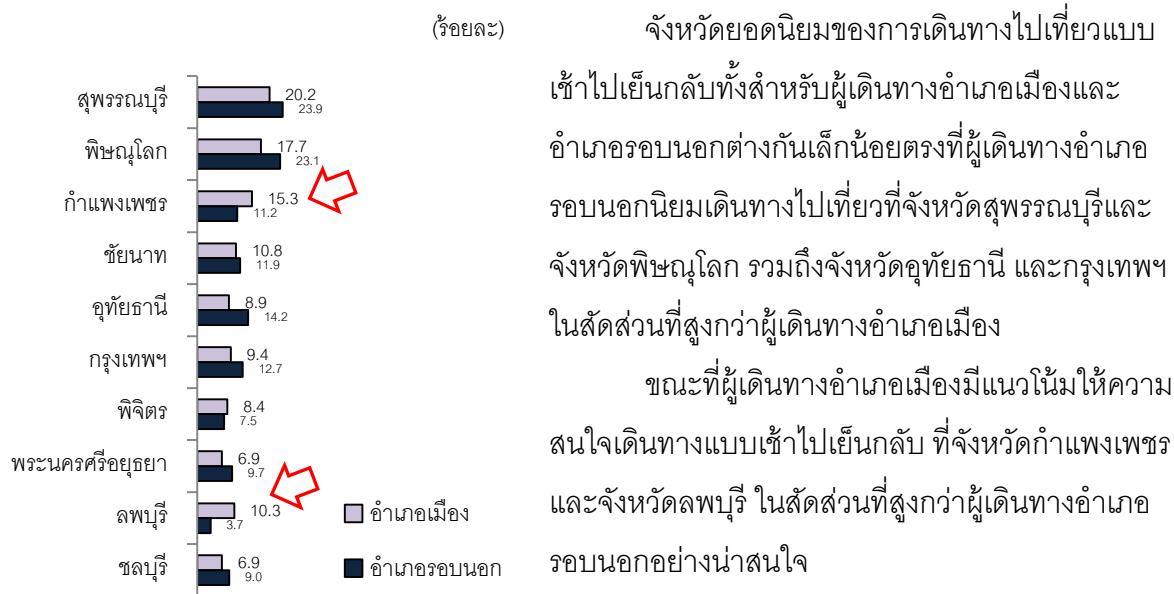 (ร้อยละ)
สุพรรณบุรี 20.2 23.9
พิษณุโลก 17.7 23.1
กำแพงเพชร 15.3 11.2
ชัยนาท 10.8 11.9
อุทัยธานี 8.9 14.2
กรุงเทพฯ 9.4 12.7
พิจิตร 8.4 7.5
พระนครศรีอยุธยา 6.9 9.7
ลพบุรี 10.3 3.7
ชลบุรี 6.9 9.0
อำเภอเมือง
อำเภอรอบนอก
จังหวัดยอดนิยมของการเดินทางไปเที่ยวแบบ
เช้าไปเย็นกลับทั้งสำหรับผู้เดินทางอำเภอเมืองและ
อำเภอรอบนอกต่างกันเล็กน้อยตรงที่ผู้เดินทางอำเภอ
รอบนอกนิยมเดินทางไปเที่ยวที่จังหวัดสุพรรณบุรีและ
จังหวัดพิษณุโลก รวมถึงจังหวัดอุทัยธานี และกรุงเทพฯ
ในสัดส่วนที่สูงกว่าผู้เดินทางอำเภอเมือง
ขณะที่ผู้เดินทางอำเภอเมืองมีแนวโน้มให้ความ
สนใจเดินทางแบบเช้าไปเย็นกลับ ที่จังหวัดกำแพงเพชร
และจังหวัดลพบุรี ในสัดส่วนที่สูงกว่าผู้เดินทางอำเภอ
รอบนอกอย่างน่าสนใจ